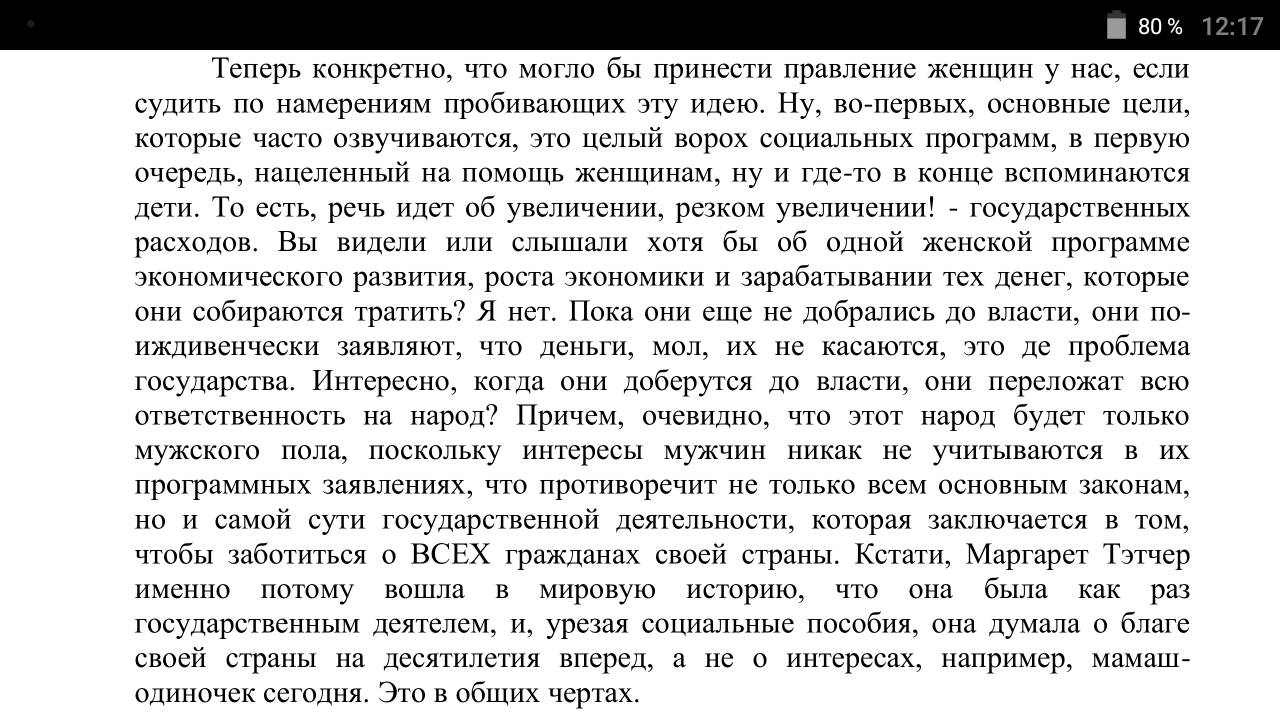 80 % 12:17
Теперь конкретно, что могло бы принести правление женщин у нас, если
судить по намерениям пробивающих эту идею. Ну, во-первых, основные цели,
которые часто озвучиваются, это целый ворох социальных программ, в первую
очередь, нацеленный на помощь женщинам, ну и где-то в конце вспоминаются
дети. То есть, речь идет об увеличении, резком увеличении! - государственных
расходов. Вы видели или слышали хотя бы об одной женской программе
экономического развития, роста экономики и зарабатывании тех денег, которые
они собираются тратить? Я нет. Пока они еще не добрались до власти, они по-
иждивенчески заявляют, что деньги, мол, их не касаются, это де проблема
государства. Интересно, когда они доберутся до власти, они переложат всю
ответственность на народ? Причем, очевидно, что этот народ будет только
мужского пола, поскольку интересы мужчин никак не учитываются в их
программных заявлениях, что противоречит не только всем основным законам,
но и самой сути государственной деятельности, которая заключается в том,
чтобы заботиться о ВСЕХ гражданах своей страны. Кстати, Маргарет Тэтчер
именно потому вошла в мировую историю, что она была как раз
государственным деятелем, и, урезая социальные пособия, она думала о благе
своей страны на десятилетия вперед, а не о интересах, например, мамаш-
одиночек сегодня. Это в общих чертах.